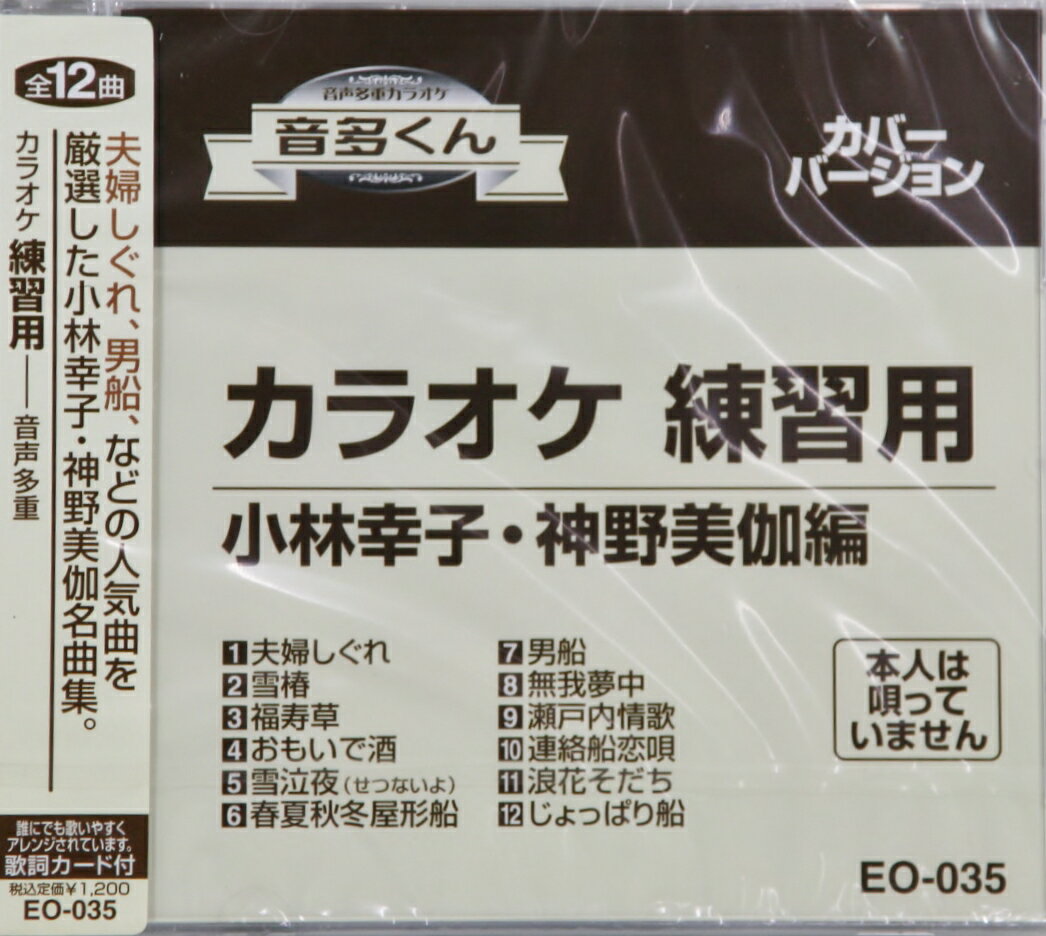 全12曲
夫婦しぐれ、男船、などの人気曲を
厳選した小林幸子・神野美伽名曲集。
カラオケ 練習用──音声多重
誰にでも歌いやすく
アレンジされています。
歌詞カード付
税込定価¥1,200
EO-035
音声多重カラオケ
音多くん
カバー
バージョン
カラオケ 練習用
小林幸子・神野美伽編
1 夫婦しぐれ
2 雪椿
3 福寿草
4 おもいで酒
5 雪泣夜(せつないよ)
6 春夏秋冬屋形船
7 男船
8 無我夢中
9 瀬戸内情歌
10 連絡船恋唄
11 浪花そだち
12 じょっぱり船
本人は
唄って
いません
EO-035